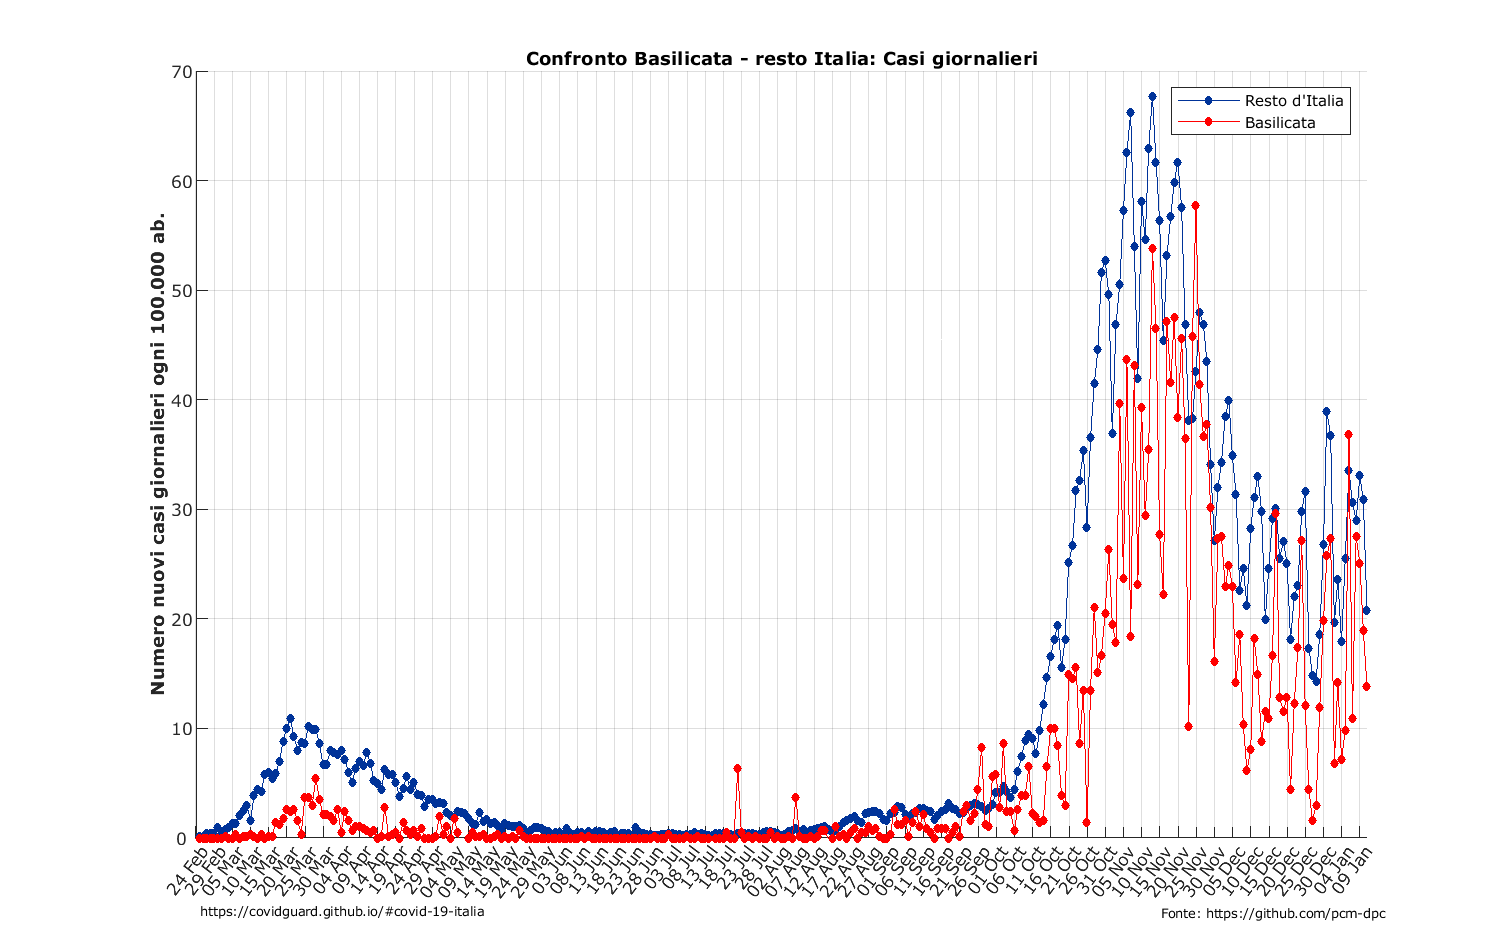 Confronto Basilicata - resto Italia: Casi giornalieri
Resto d'Italia
Basilicata
Numero nuovi casi giornalieri ogni 100.000 ab.
70
60
50
40
30
20
10
0
24 Feb
29 Feb
05 Mar
10 Mar
15 Mar
20 Mar
25 Mar
30 Mar
04 Apr
09 Apr
14 Apr
19 Apr
24 Apr
29 Apr
04 May
09 May
14 May
19 May
24 May
29 May
03 Jun
08 Jun
13 Jun
18 Jun
23 Jun
28 Jun
03 Jul
08 Jul
13 Jul
18 Jul
23 Jul
28 Jul
02 Aug
07 Aug
12 Aug
17 Aug
22 Aug
27 Aug
01 Sep
06 Sep
11 Sep
16 Sep
21 Sep
26 Sep
01 Oct
06 Oct
11 Oct
16 Oct
21 Oct
26 Oct
31 Oct
05 Nov
10 Nov
15 Nov
20 Nov
25 Nov
30 Nov
05 Dec
10 Dec
15 Dec
20 Dec
25 Dec
30 Dec
04 Jan
09 Jan
https://covidguard.github.io/#covid-19-italia
Fonte: https://github.com/pcm-dpc